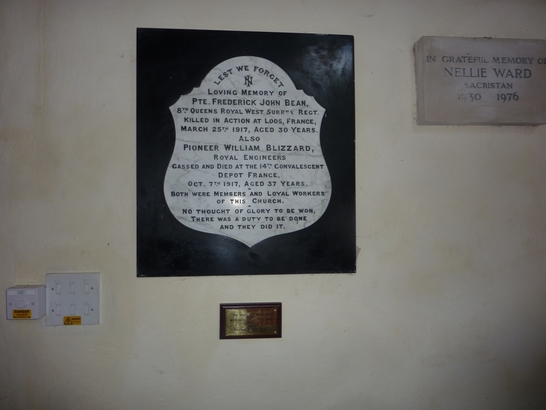 LEST WE FORGET
LOVING MEMORY OF
PTE. FREDERICK JOHN BEAN,
8TH QUEENS ROYAL WEST SURREY REGT.
KILLED IN ACTION AT LOOS, FRANCE,
MARCH 25TH 1917, AGED 30 YEARS.
ALSO
PIONEER WILLIAM BLIZZARD,
ROYAL ENGINEERS
GASSED AND DIED AT THE 14TH CONVALESCENT
DEPOT FRANCE,
OCT. 7TH 1917, AGED 37 YEARS.
BOTH WERE MEMBERS AND LOYAL WORKERS
OF THIS CHURCH.
NO THOUGHT OF GLORY TO BE WON,
THERE WAS A DUTY TO BE DONE
AND THEY DID IT.
IN GRATEFUL MEMORY OF
NELLIE WARD
SACRISTAN
1950 1976